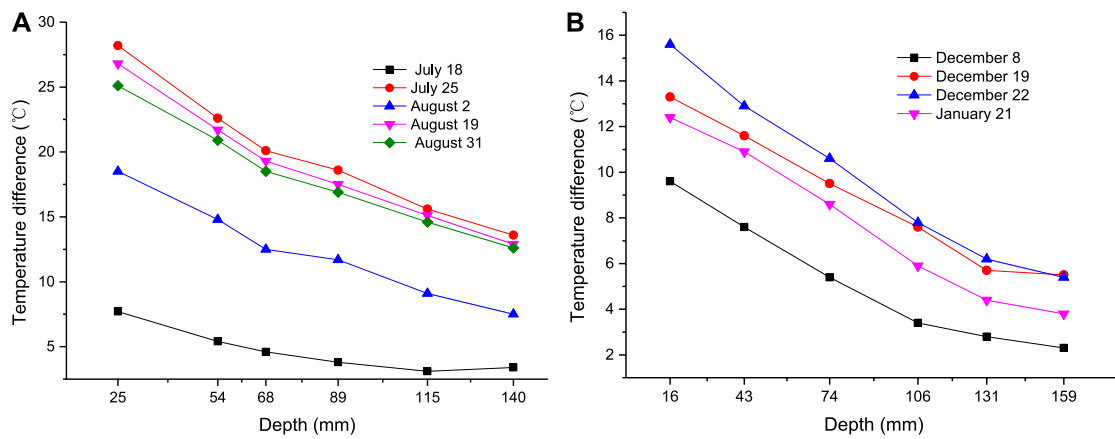 A
30
25
20
15
10
5
Temperature difference (℃)
July 18
July 25
August 2
August 19
August 31
25
54
68
89
115
140
Depth (mm)
B
16
14
12
10
8
6
4
2
Temperature difference (℃)
December 8
December 19
December 22
January 21
16
43
74
106
131
159
Depth (mm)